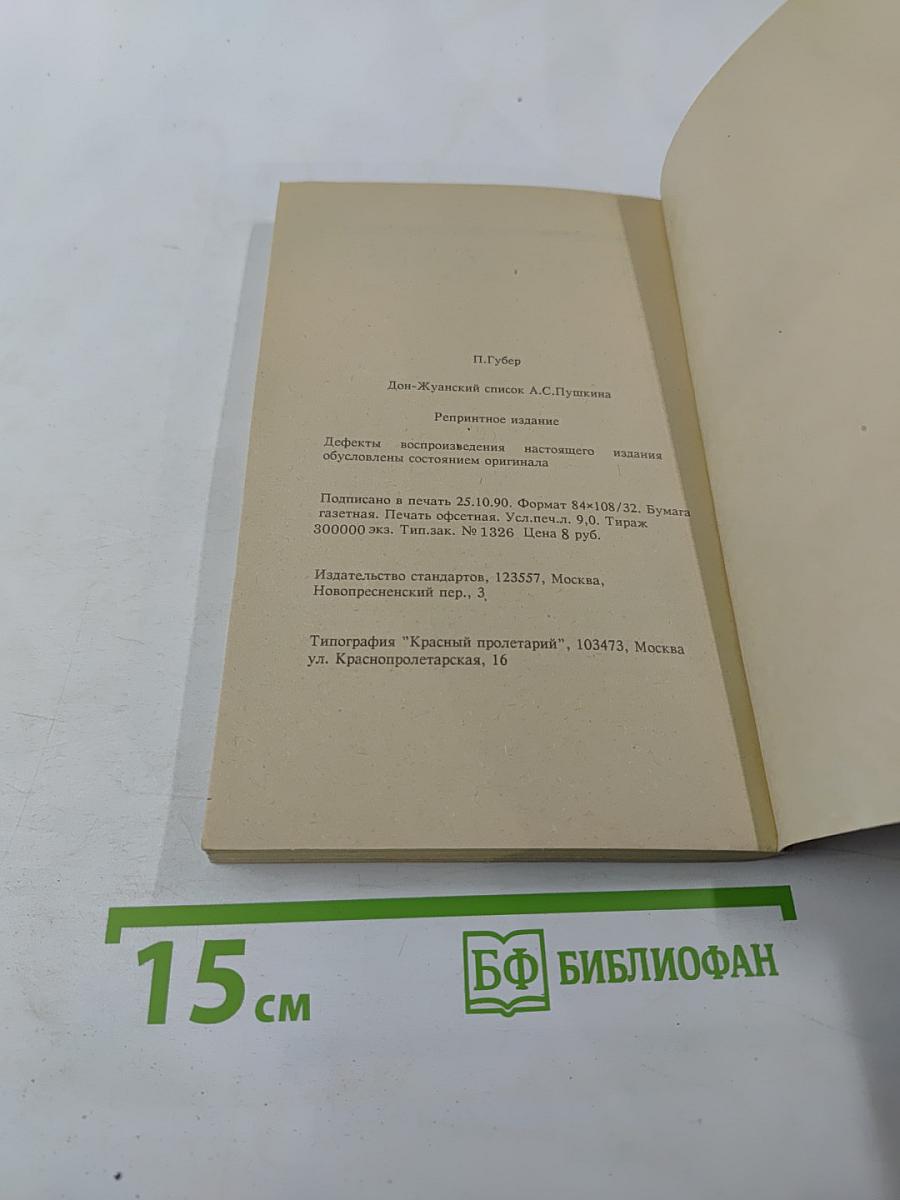 П.Губер
Дон-Жуанский список А.С.Пушкина
Репринтное издание
Дефекты воспроизведения настоящего издания
обусловлены состоянием оригинала
Подписано в печать 25.10.90. Формат 84×108/32. Бумага
газетная. Печать офсетная. Усл.печ.л. 9,0. Тираж
300000 экз. Тип.зак. № 1326 Цена 8 руб.
Издательство стандартов, 123557, Москва,
Новопресненский пер., 3
Типография "Красный пролетарий", 103473, Москва
ул. Краснопролетарская, 16
15 см
БФ БИБЛИОФАН